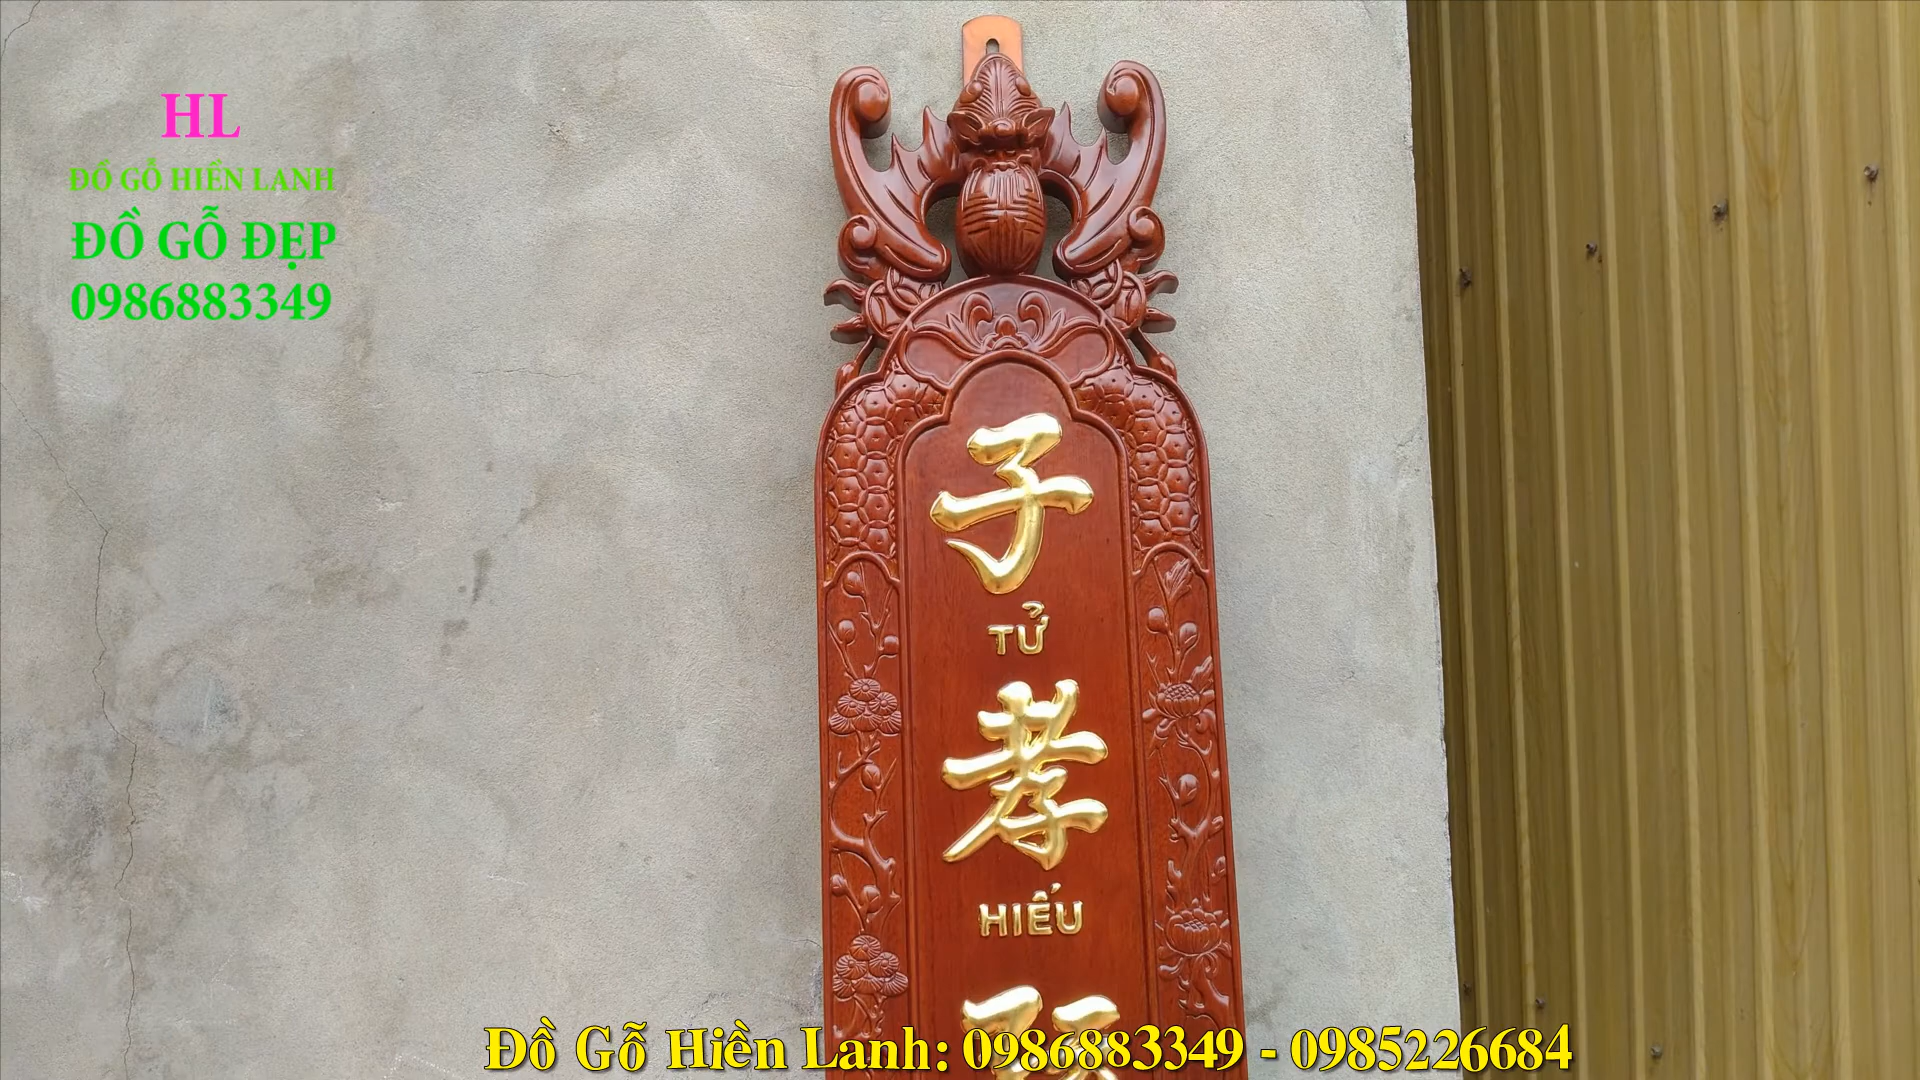 HL
ĐỒ GỖ HIỀN LANH
ĐỒ GỖ ĐẸP
0986883349
子
TỬ
孝
HIẾU
Đồ Gỗ Hiền Lanh: 0986883349 - 0985226684